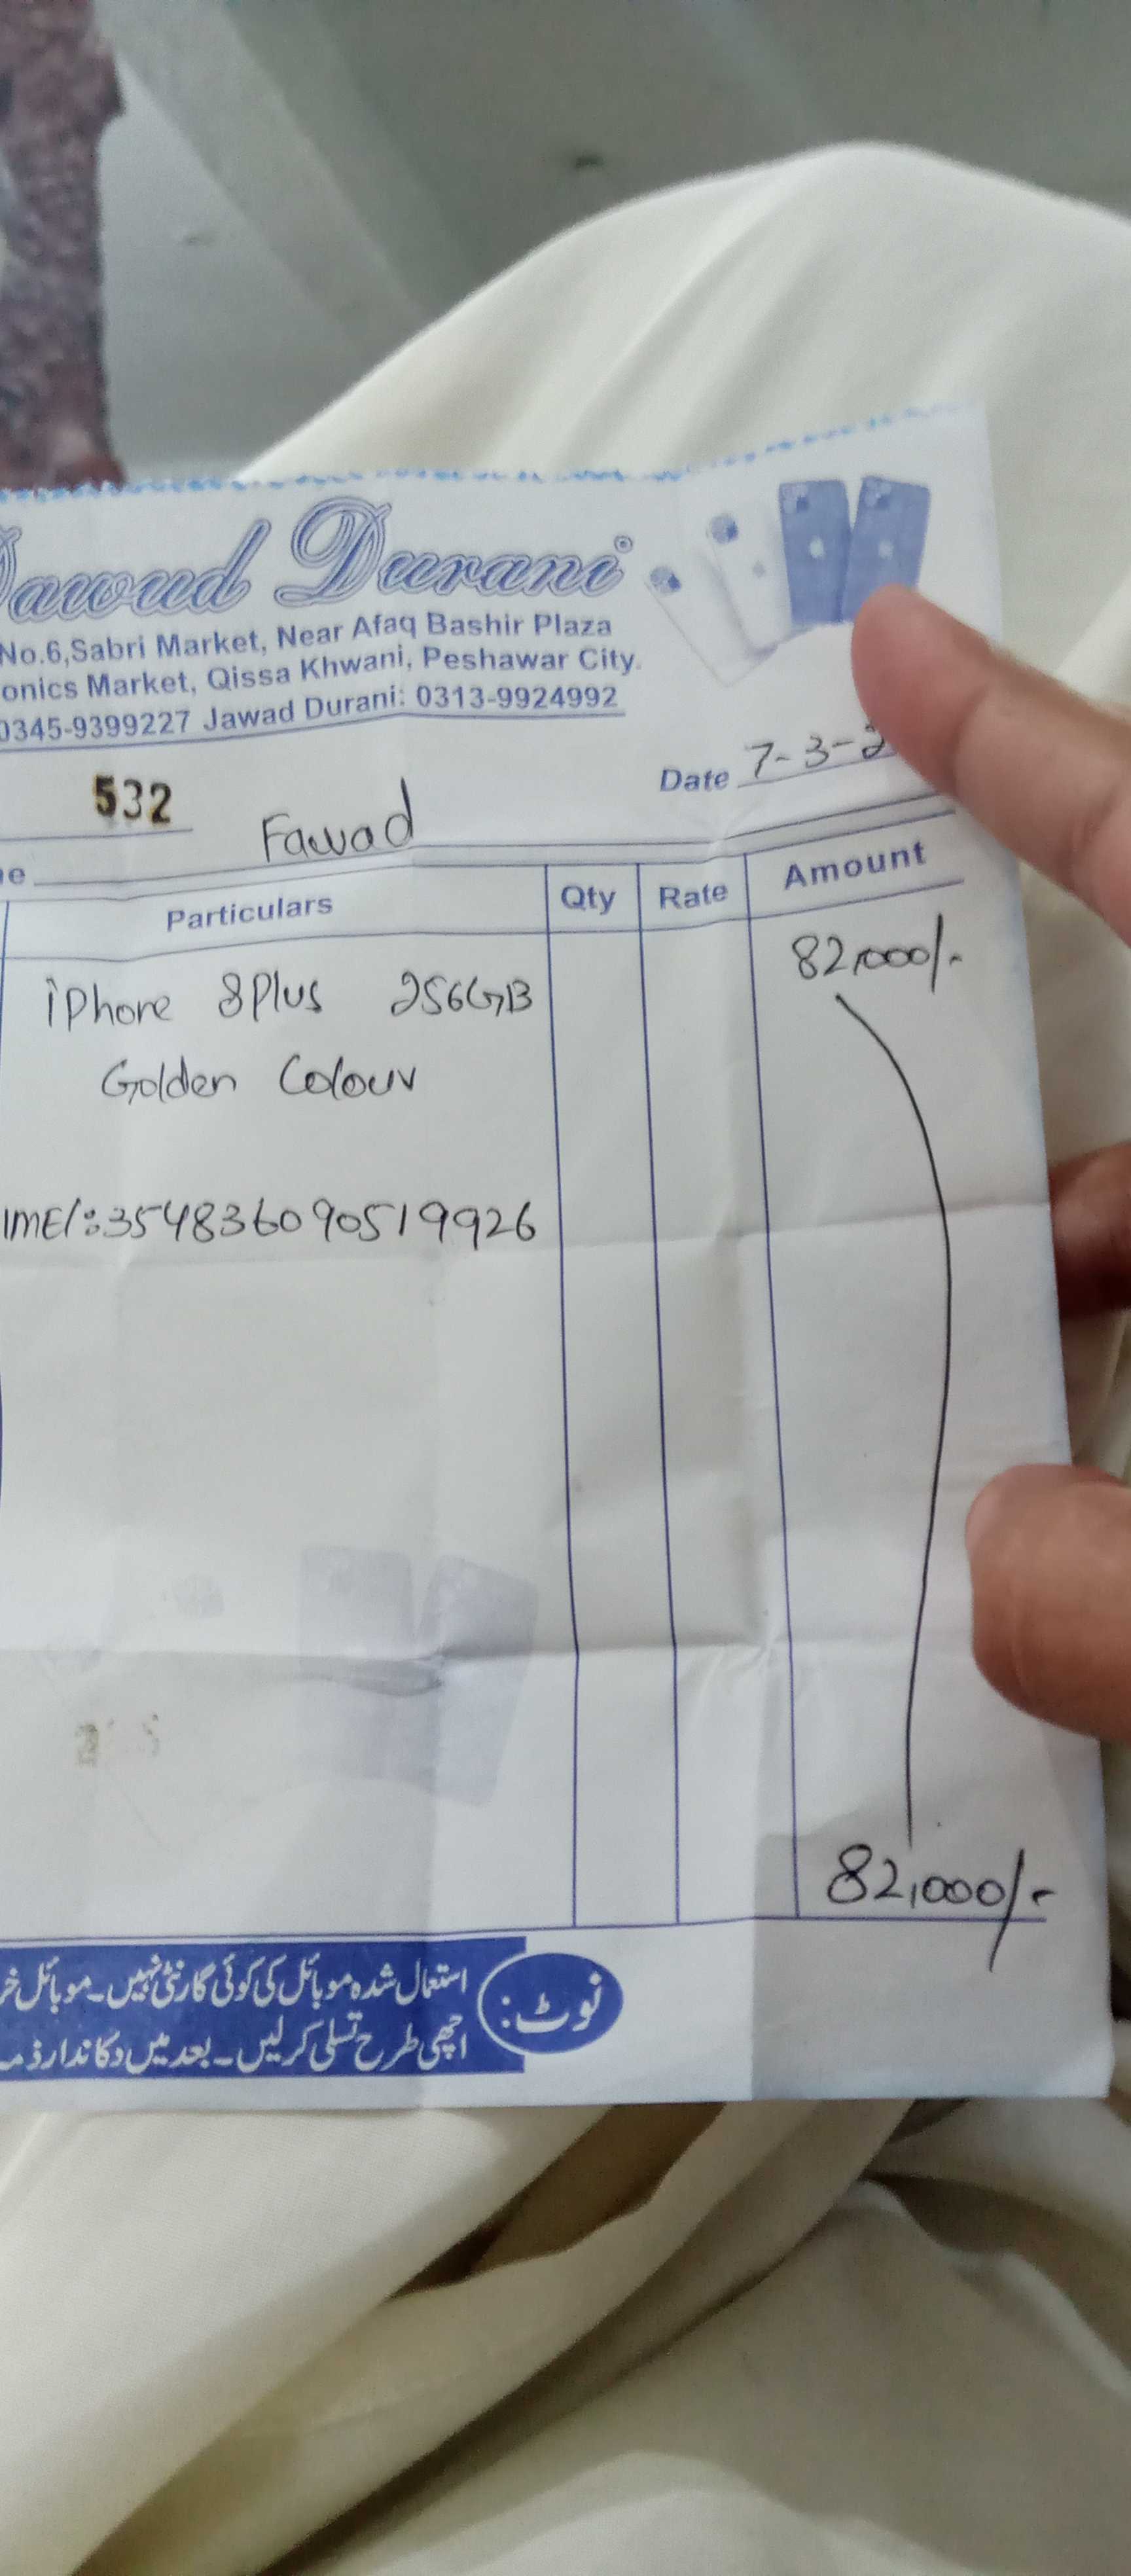 Jawad Durani
No.6,Sabri Market, Near Afaq Bashir Plaza
onics Market, Qissa Khwani, Peshawar City.
0345-9399227 Jawad Durani: 0313-9924992
532
Date 7-3-2
Fawad
Particulars Qty Rate Amount
iPhone 8Plus 256GB 82,000/-
Golden Colour
IMEI:354836090519926
82,000/-
نوٹ: استعمال شدہ موبائل کی کوئی گارنٹی نہیں۔ موبائل
اچھی طرح تسلی کرلیں۔ بعد میں دکاندار